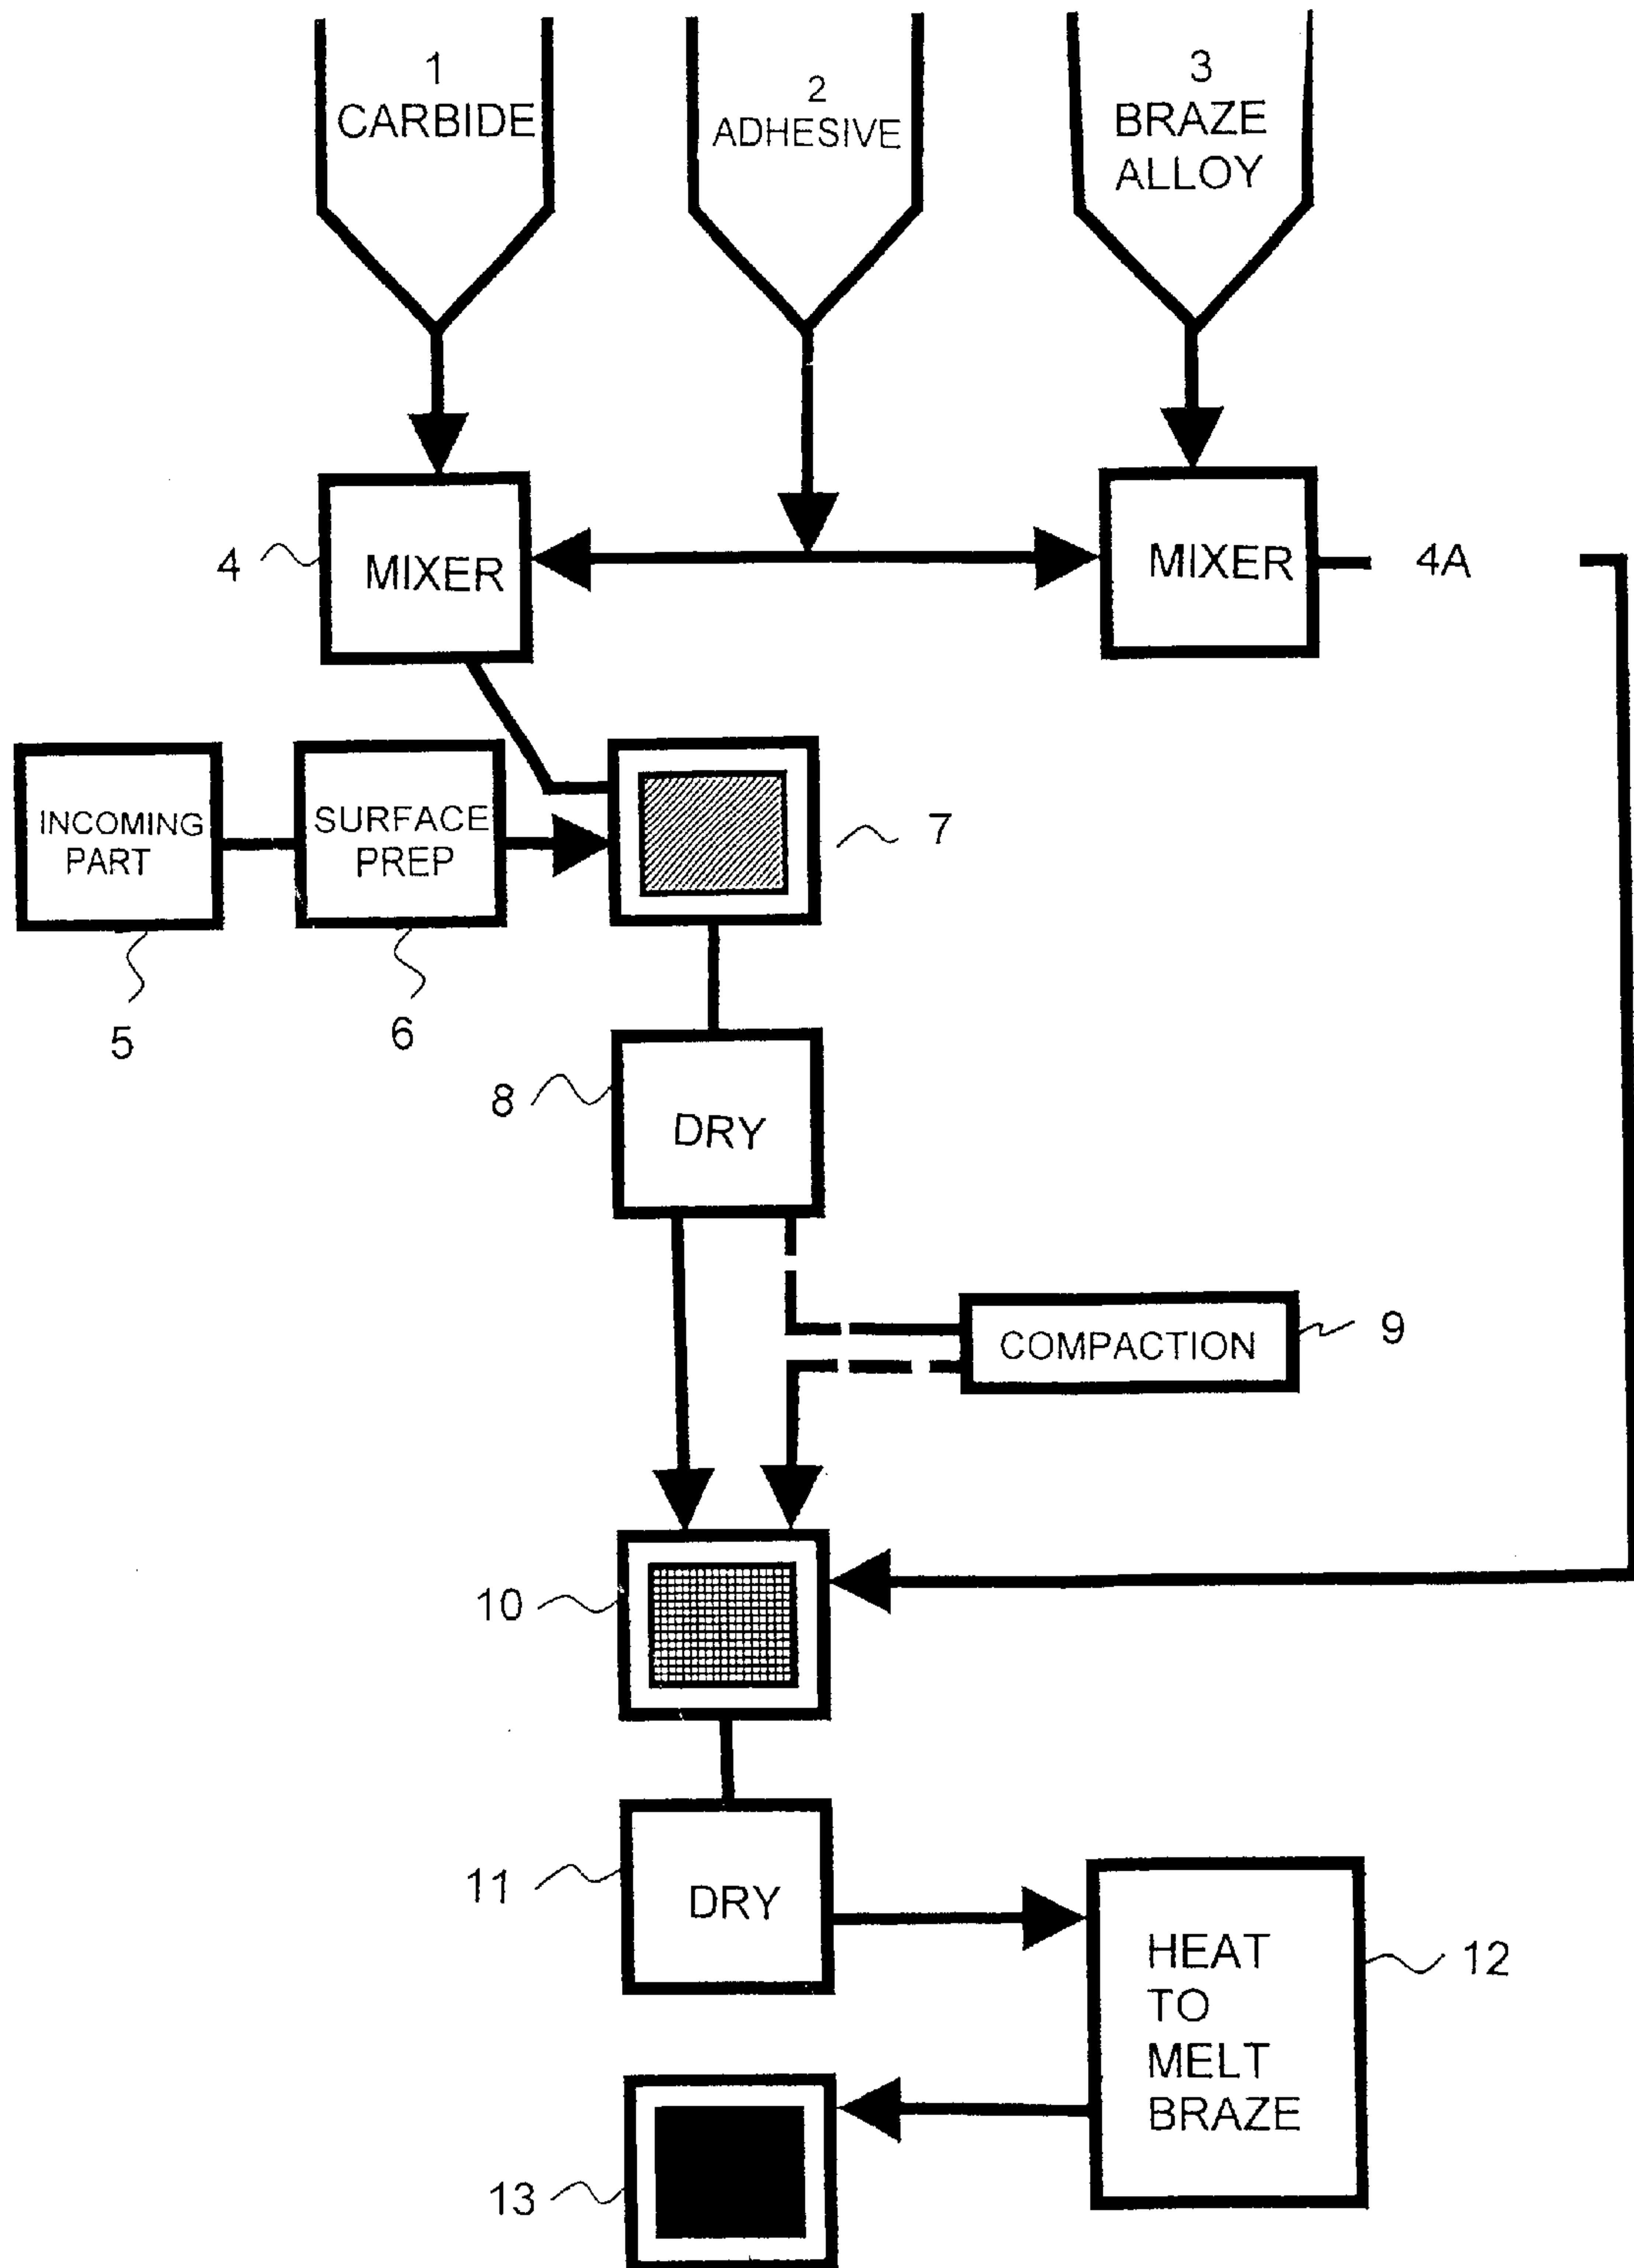 1
CARBIDE
2
ADHESIVE
3
BRAZE
ALLOY
4
MIXER
MIXER
4A
INCOMING
PART
SURFACE
PREP
7
5
6
8
DRY
COMPACTION
9
10
11
DRY
HEAT
TO
MELT
BRAZE
12
13